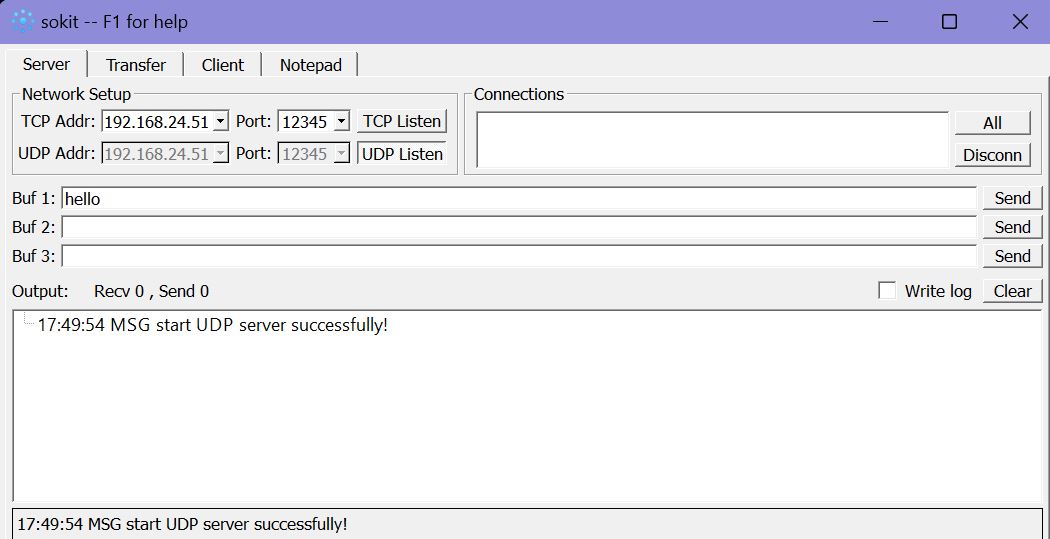 sokit -- F1 for help
Server Transfer Client Notepad
Network Setup
TCP Addr: 192.168.24.51 Port: 12345 TCP Listen
UDP Addr: 192.168.24.51 Port: 12345 UDP Listen
Connections
All
Disconn
Buf 1: hello Send
Buf 2: Send
Buf 3: Send
Output: Recv 0 , Send 0 Write log Clear
17:49:54 MSG start UDP server successfully!
17:49:54 MSG start UDP server successfully!